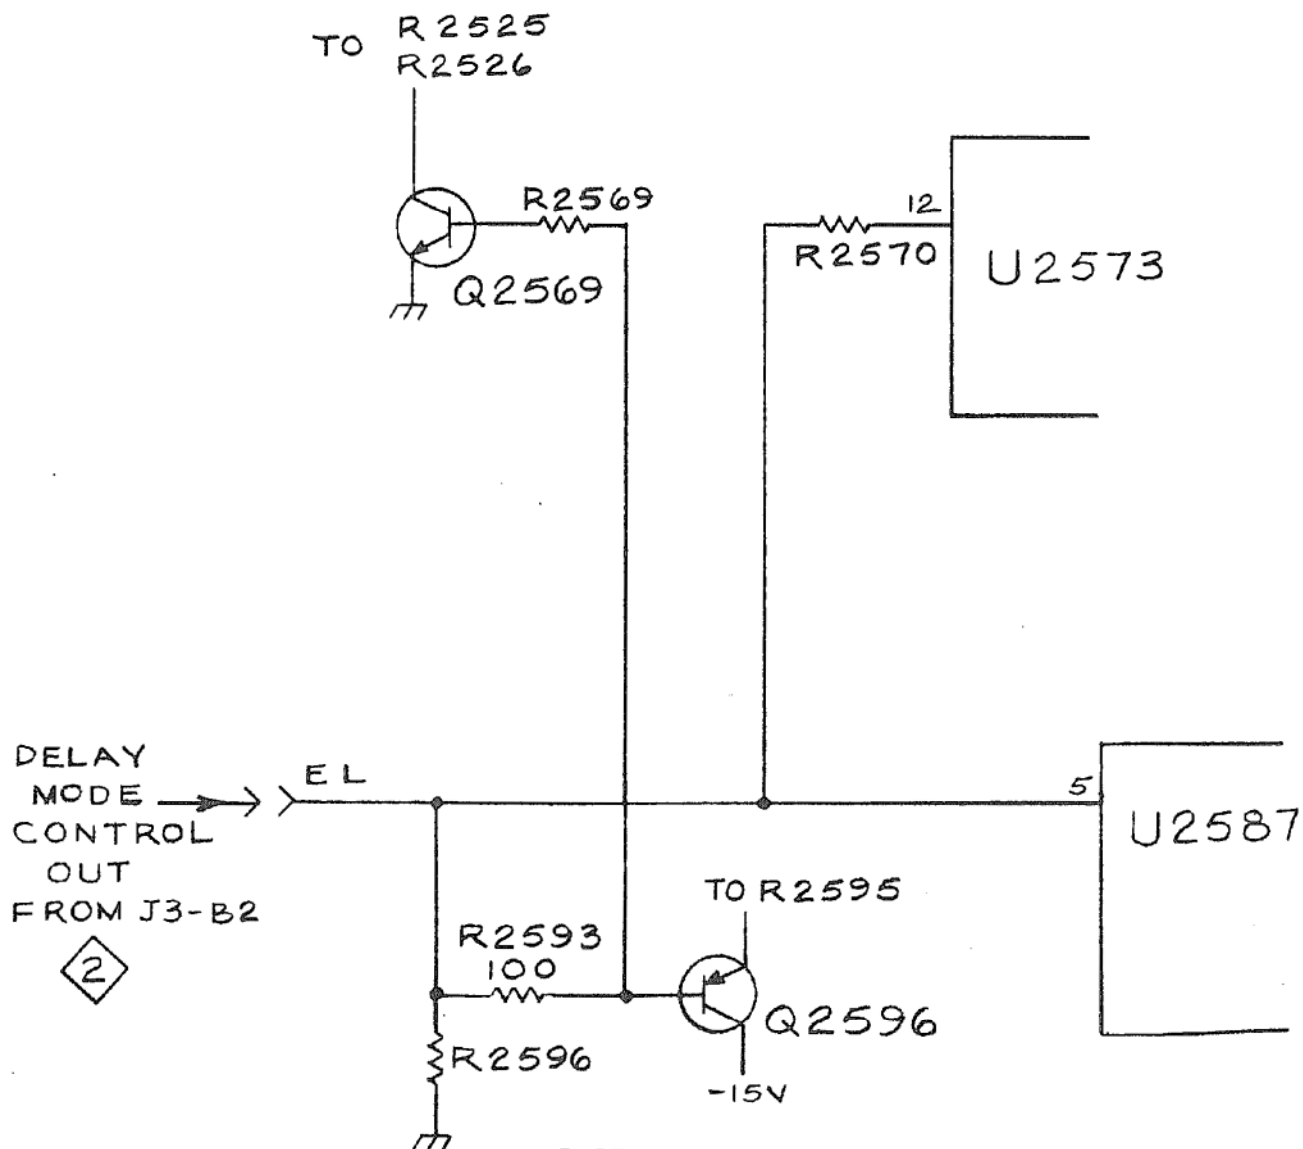 TO R2525
R2526
R2569
Q2569
12
R2570
U2573
DELAY
MODE
CONTROL
OUT
FROM J3-B2
2
EL
5
U2587
TO R2595
R2593
100
Q2596
R2596
-15V